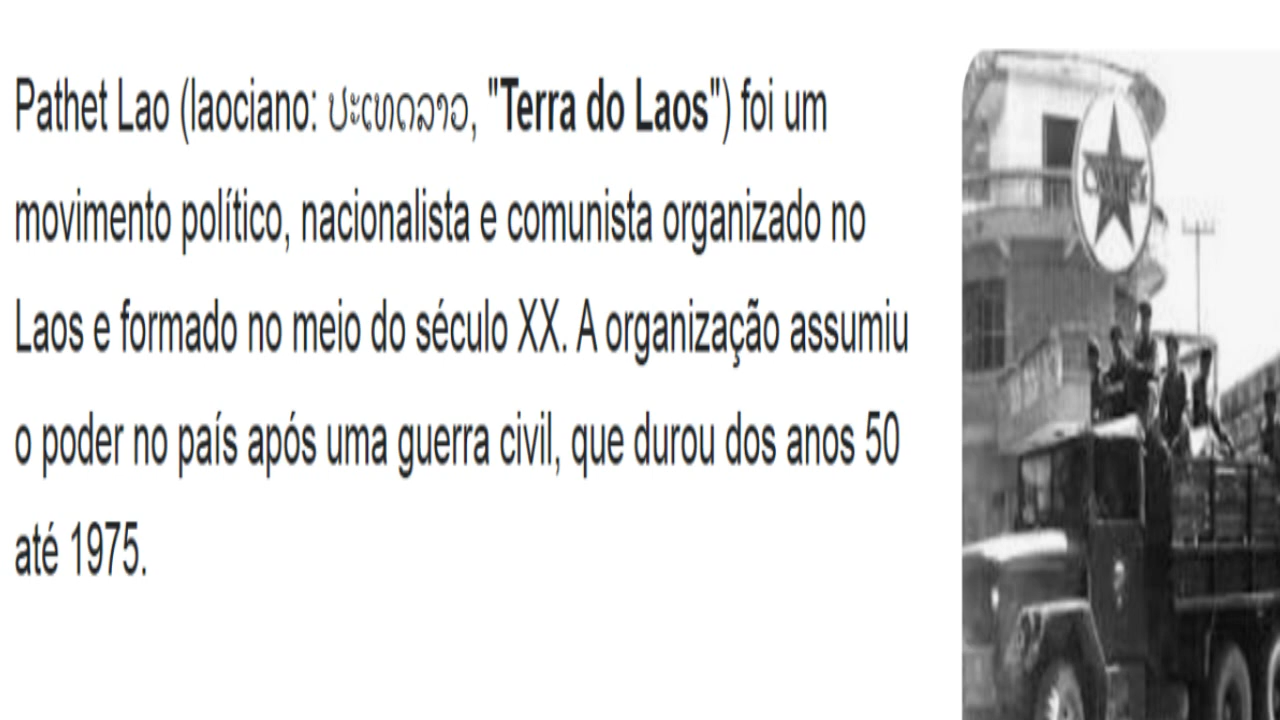 Pathet Lao (laociano: ປະເທດລາວ, "Terra do Laos") foi um
movimento político, nacionalista e comunista organizado no
Laos e formado no meio do século XX. A organização assumiu
o poder no país após uma guerra civil, que durou dos anos 50
até 1975.